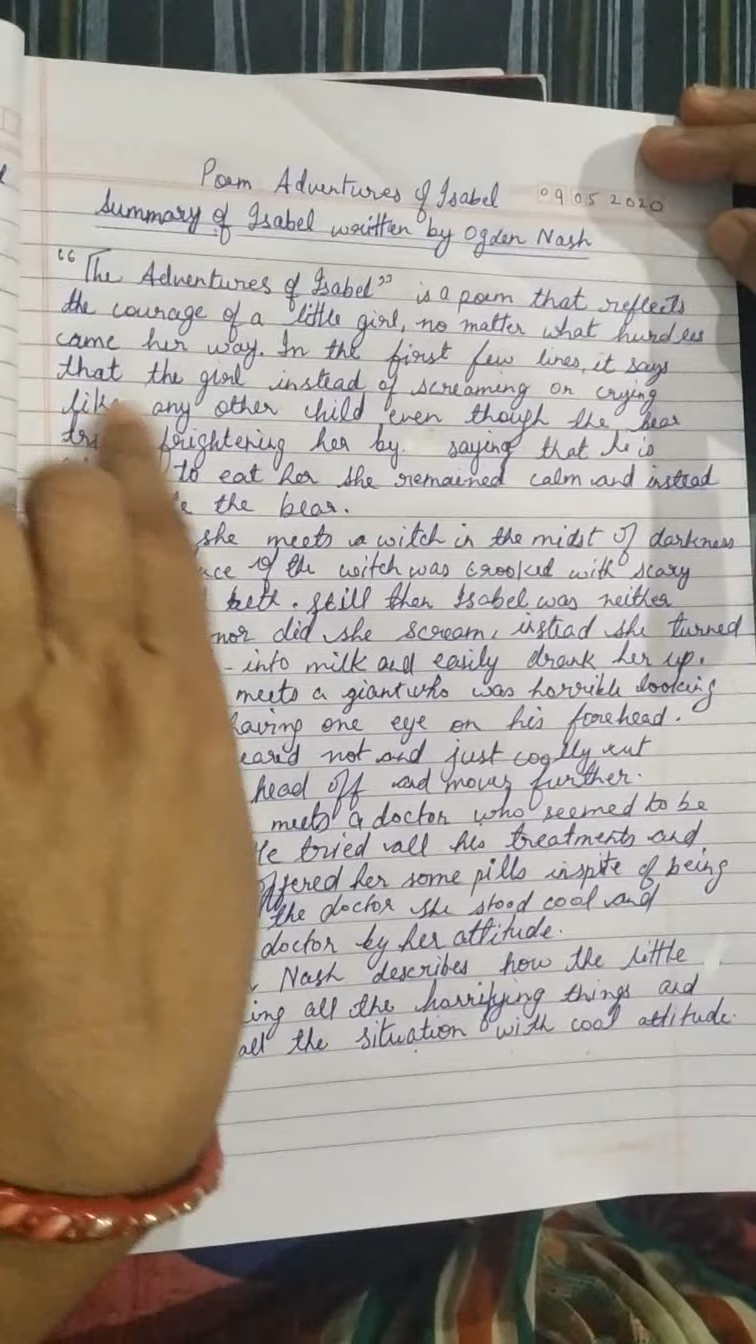 Poem Adventures of Isabel 09 05 2020
Summary of Isabel written by Ogden Nash
"The Adventures of Isabel" is a poem that reflects
the courage of a little girl, no matter what hurdles
came her way. In the first few lines, it says
that the girl instead of screaming or crying
like any other child even though the bear
frightening her by saying that he is
to eat her she remained calm and instead
the bear.
she meets a witch in the midst of darkness
of the witch was crooked with scary
teeth. Still then Isabel was neither
nor did she scream, instead she turned
into milk and easily drank her up.
meets a giant who was horrible looking
having one eye on his forehead.
not and just coolly cut
head off and moves further.
meets a doctor who seemed to be
He tried all his treatments and
offered her some pills inspite of being
the doctor she stood cool and
doctor by her attitude.
Nash describes how the little
all the horrifying things and
all the situation with cool attitude.